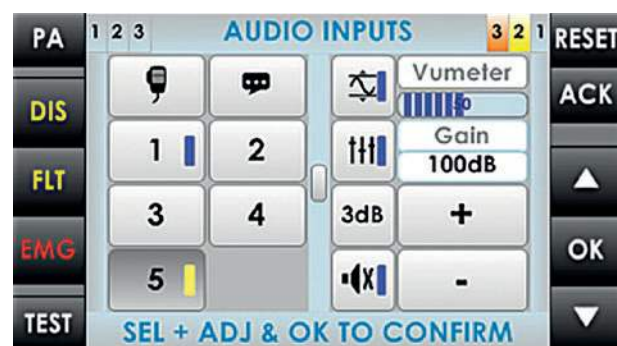 PA 1 2 3 AUDIO INPUTS 3 2 1 RESET
DIS Vumeter ACK
50
1 2 Gain
100dB
FLT
3 4 3dB +
EMG OK
5 -
TEST SEL + ADJ & OK TO CONFIRM